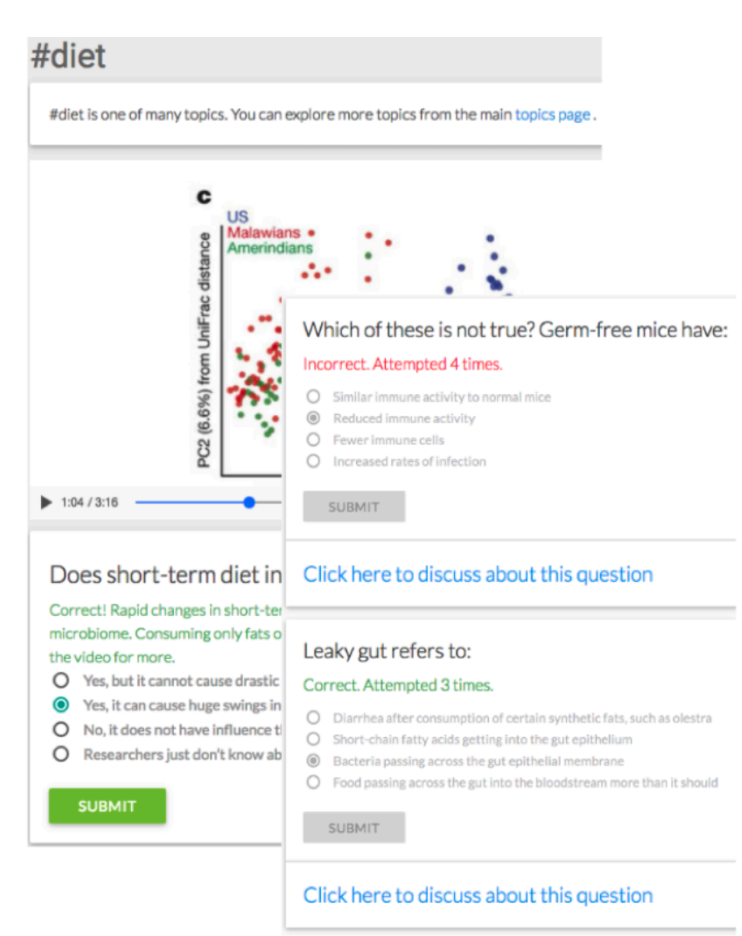 #diet
#diet is one of many topics. You can explore more topics from the main topics page .
c
US
Malawians
Amerindians
PC2 (6.6%) from UniFrac distance
1:04 / 3:16
Does short-term diet in
Correct! Rapid changes in short-te
microbiome. Consuming only fats o
the video for more.
Yes, but it cannot cause drastic
Yes, it can cause huge swings in
No, it does not have influence t
Researchers just don't know ab
SUBMIT
Which of these is not true? Germ-free mice have:
Incorrect. Attempted 4 times.
Similar immune activity to normal mice
Reduced immune activity
Fewer immune cells
Increased rates of infection
SUBMIT
Click here to discuss about this question
Leaky gut refers to:
Correct. Attempted 3 times.
Diarrhea after consumption of certain synthetic fats, such as olestra
Short-chain fatty acids getting into the gut epithelium
Bacteria passing across the gut epithelial membrane
Food passing across the gut into the bloodstream more than it should
SUBMIT
Click here to discuss about this question